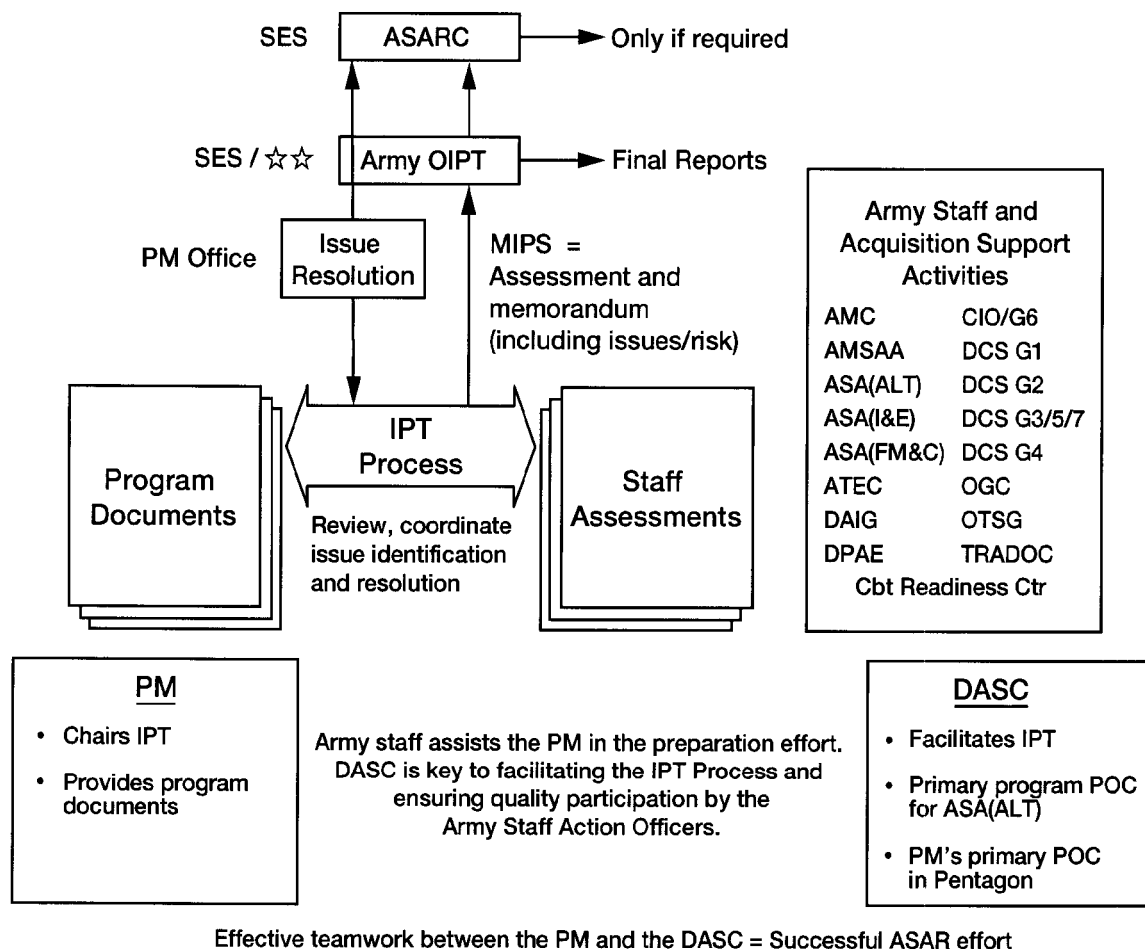 SES
ASARC
Only if required
SES / ☆☆
Army OIPT
Final Reports
PM Office
Issue
Resolution
MIPS =
Assessment and
memorandum
(including issues/risk)
Program
Documents
IPT
Process
Review, coordinate
issue identification
and resolution
Staff
Assessments
Army Staff and
Acquisition Support
Activities
AMC CIO/G6
AMSAA DCS G1
ASA(ALT) DCS G2
ASA(I&E) DCS G3/5/7
ASA(FM&C) DCS G4
ATEC OGC
DAIG OTSG
DPAE TRADOC
Cbt Readiness Ctr
PM
• Chairs IPT
• Provides program
documents
Army staff assists the PM in the preparation effort.
DASC is key to facilitating the IPT Process and
ensuring quality participation by the
Army Staff Action Officers.
DASC
• Facilitates IPT
• Primary program POC
for ASA(ALT)
• PM's primary POC
in Pentagon
Effective teamwork between the PM and the DASC = Successful ASAR effort